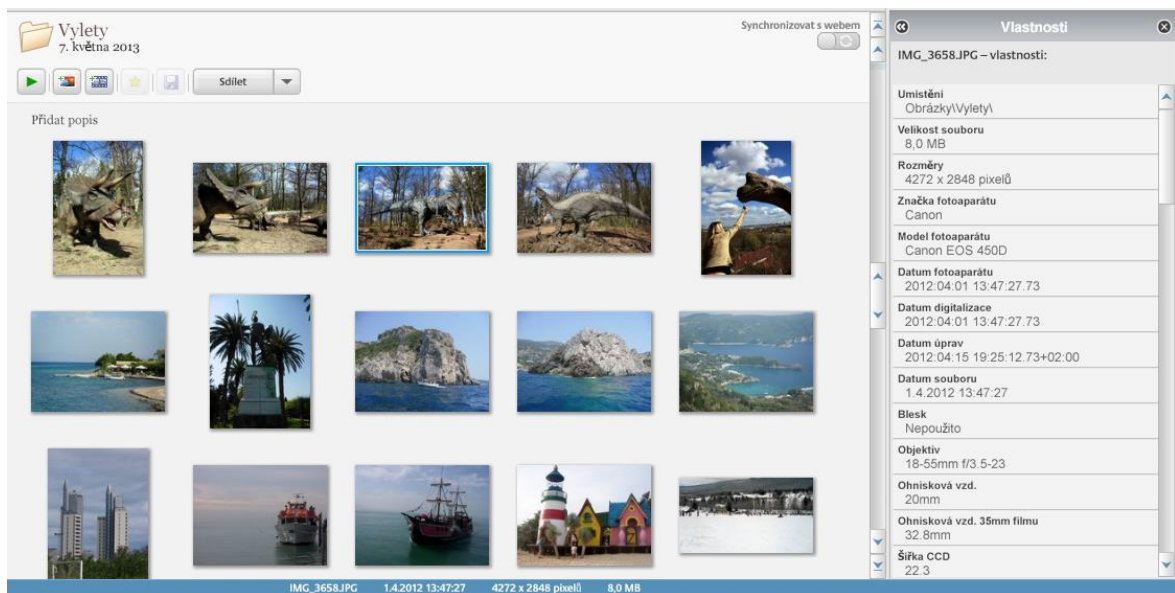 Vylety
7. května 2013
Synchronizovat s webem
Sdílet
Přidat popis
Vlastnosti
IMG_3658.JPG – vlastnosti:
Umístění
Obrázky\Vylety\
Velikost souboru
8,0 MB
Rozměry
4272 x 2848 pixelů
Značka fotoaparátu
Canon
Model fotoaparátu
Canon EOS 450D
Datum fotoaparátu
2012:04:01 13:47:27.73
Datum digitalizace
2012:04:01 13:47:27.73
Datum úprav
2012:04:15 19:25:12.73+02:00
Datum souboru
1.4.2012 13:47:27
Blesk
Nepoužito
Objektiv
18-55mm f/3.5-23
Ohnisková vzd.
20mm
Ohnisková vzd. 35mm filmu
32.8mm
Šířka CCD
22.3
IMG_3658.JPG 1.4.2012 13:47:27 4272 x 2848 pixelů 8,0 MB